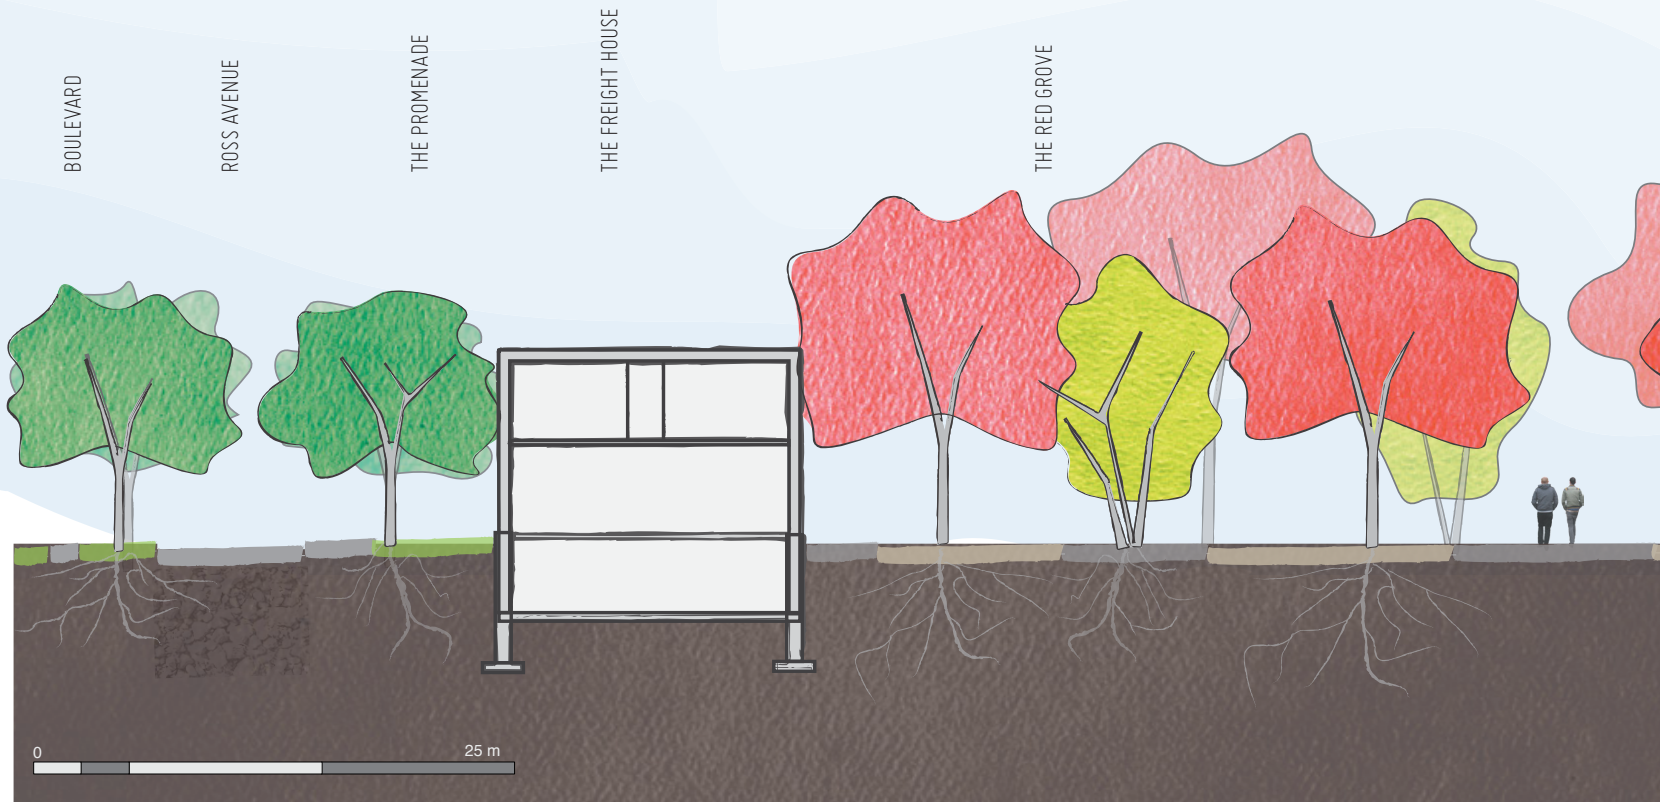 BOULEVARD
ROSS AVENUE
THE PROMENADE
THE FREIGHT HOUSE
THE RED GROVE
0
25 m